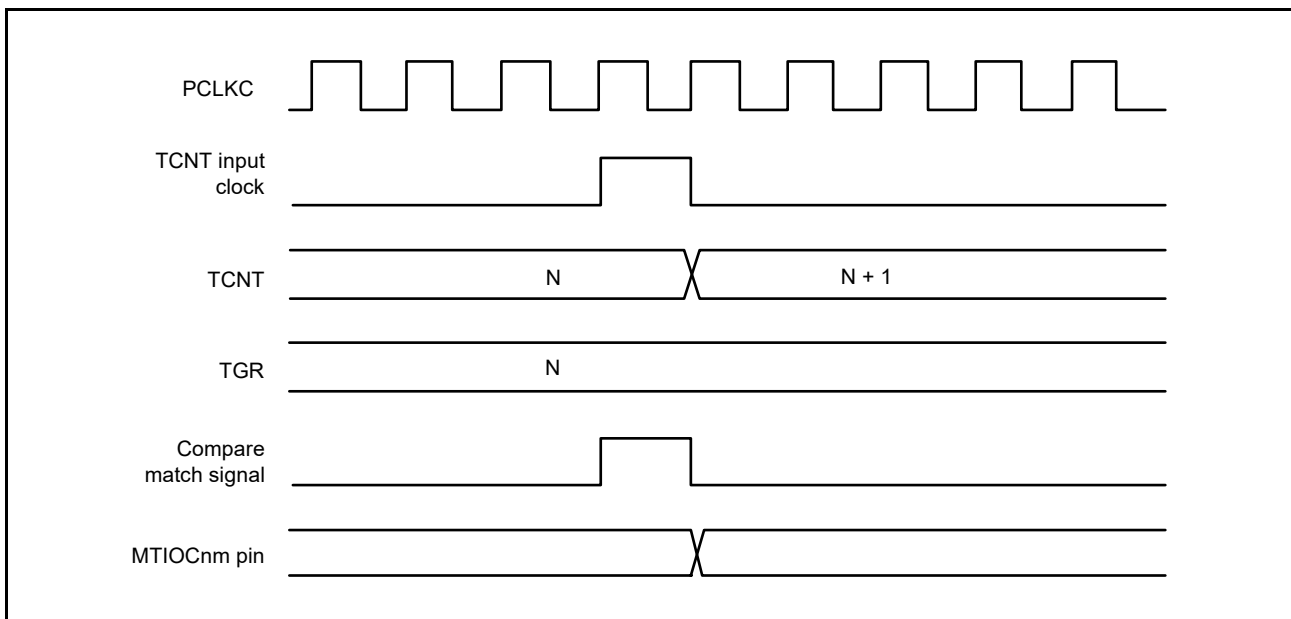 PCLKC
TCNT input
clock
TCNT
N
N + 1
TGR
N
Compare
match signal
MTIOCnm pin